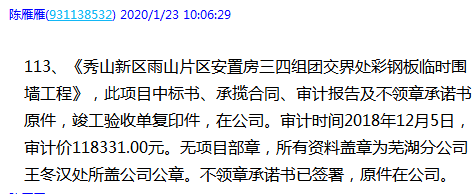 陈雁雁(931138532) 2020/1/23 10:06:29
113、《秀山新区雨山片区安置房三四组团交界处彩钢板临时围
墙工程》，此项目中标书、承揽合同、审计报告及不领章承诺书
原件，竣工验收单复印件，在公司。审计时间2018年12月5日，
审计价118331.00元。无项目部章，所有资料盖章为芜湖分公司
王冬汉处所盖公司公章。不领章承诺书已签署，原件在公司。